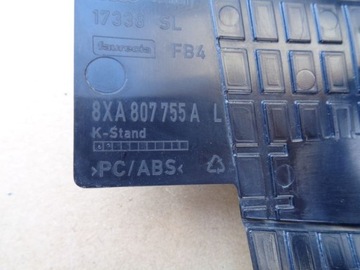 17338 SL
faurecia FB4
8XA 807 755 A L
K-Stand
>PC/ABS<